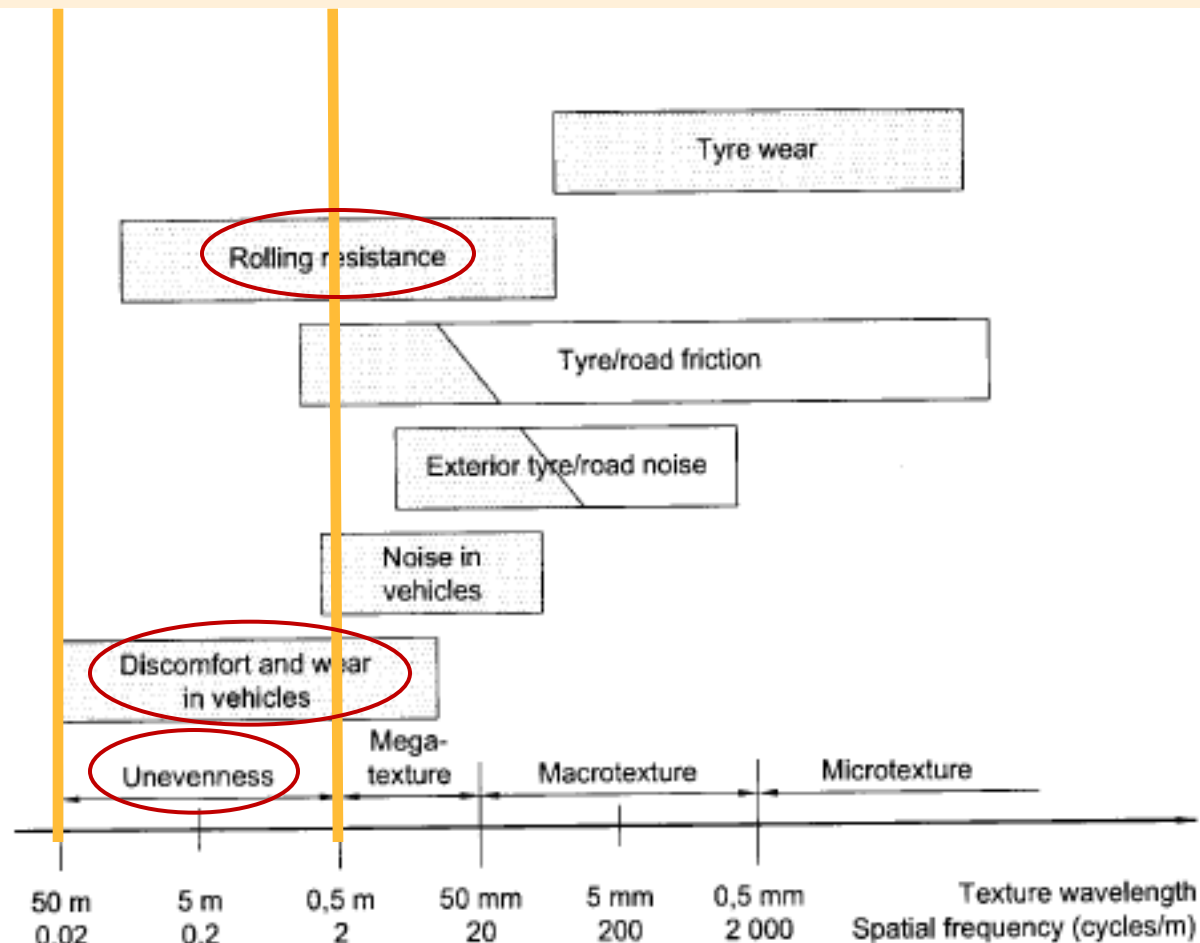 Tyre wear
Rolling resistance
Tyre/road friction
Exterior tyre/road noise
Noise in
vehicles
Discomfort and wear
in vehicles
Unevenness
Mega-
texture
Macrotexture
Microtexture
50 m 5 m 0,5 m 50 mm 5 mm 0,5 mm Texture wavelength
0.02 0,2 2 20 200 2 000 Spatial frequency (cycles/m)